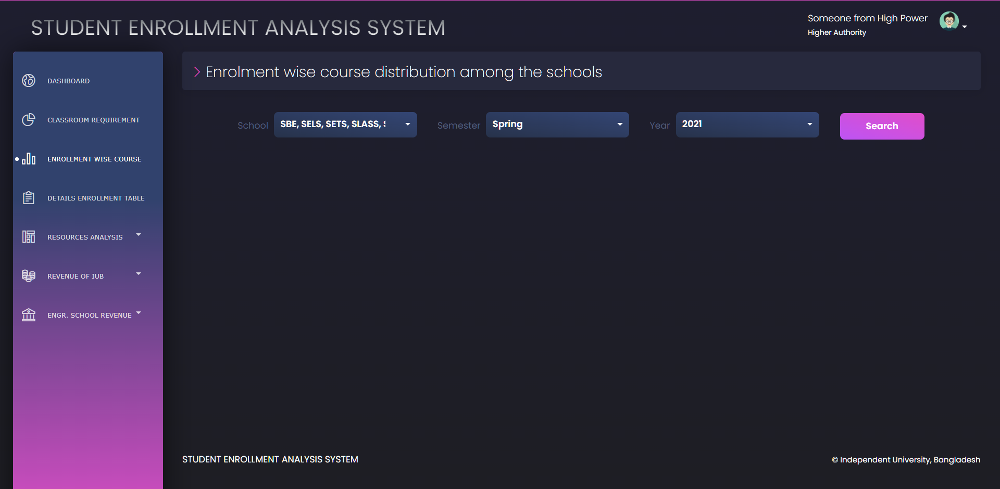 STUDENT ENROLLMENT ANALYSIS SYSTEM
Someone from High Power
Higher Authority
DASHBOARD
CLASSROOM REQUIREMENT
ENROLLMENT WISE COURSE
DETAILS ENROLLMENT TABLE
RESOURCES ANALYSIS
REVENUE OF IUB
ENGR. SCHOOL REVENUE
Enrolment wise course distribution among the schools
School SBE, SELS, SETS, SLASS, Semester Spring Year 2021 Search
STUDENT ENROLLMENT ANALYSIS SYSTEM
© Independent University, Bangladesh